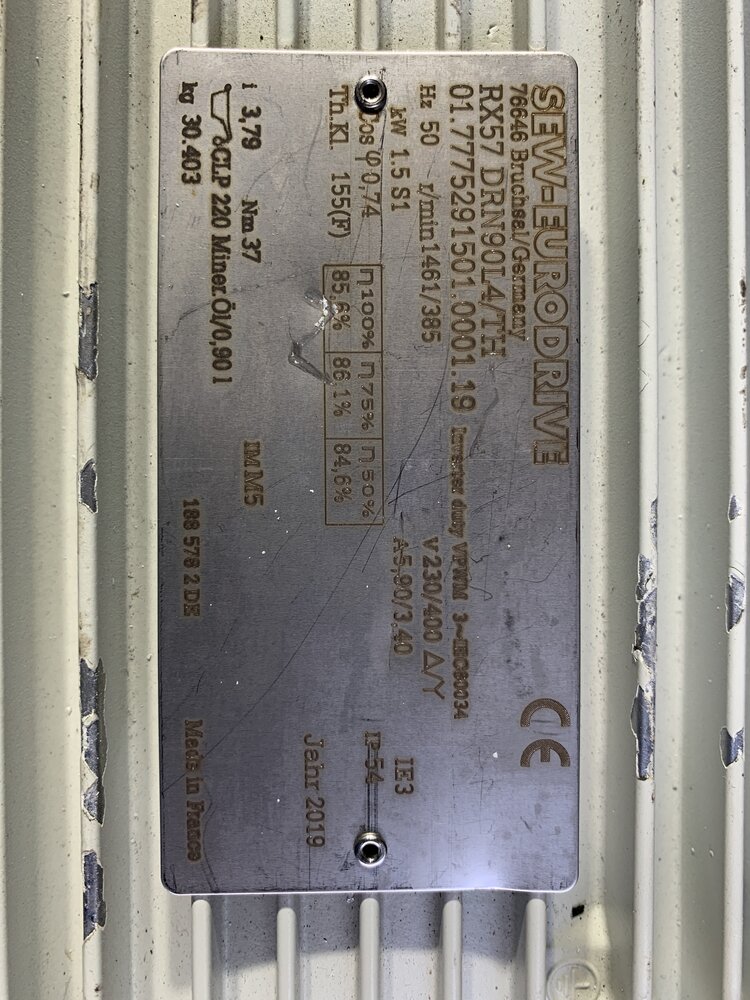 SEW-EURODRIVE CE
76646 Bruchsal/Germany
RX57 DRN90L4/TH
01.7775291501.0001.19 Inverter duty VPWM 3~IEC60034
Hz 50 r/min 1461/385 V 230/400 △/Y
kW 1.5 S1 A 5,90/3.40 IE3
Cos φ 0,74 η100% η75% η50% IP 54
Th.Kl 155(F) 85,6% 86,1% 84,6%
Jahr 2019
i 3,79 Nm 37 IM M5
CLP 220 Miner.Öl/0,90 l
kg 30.403 188 578 2 DE Made in France